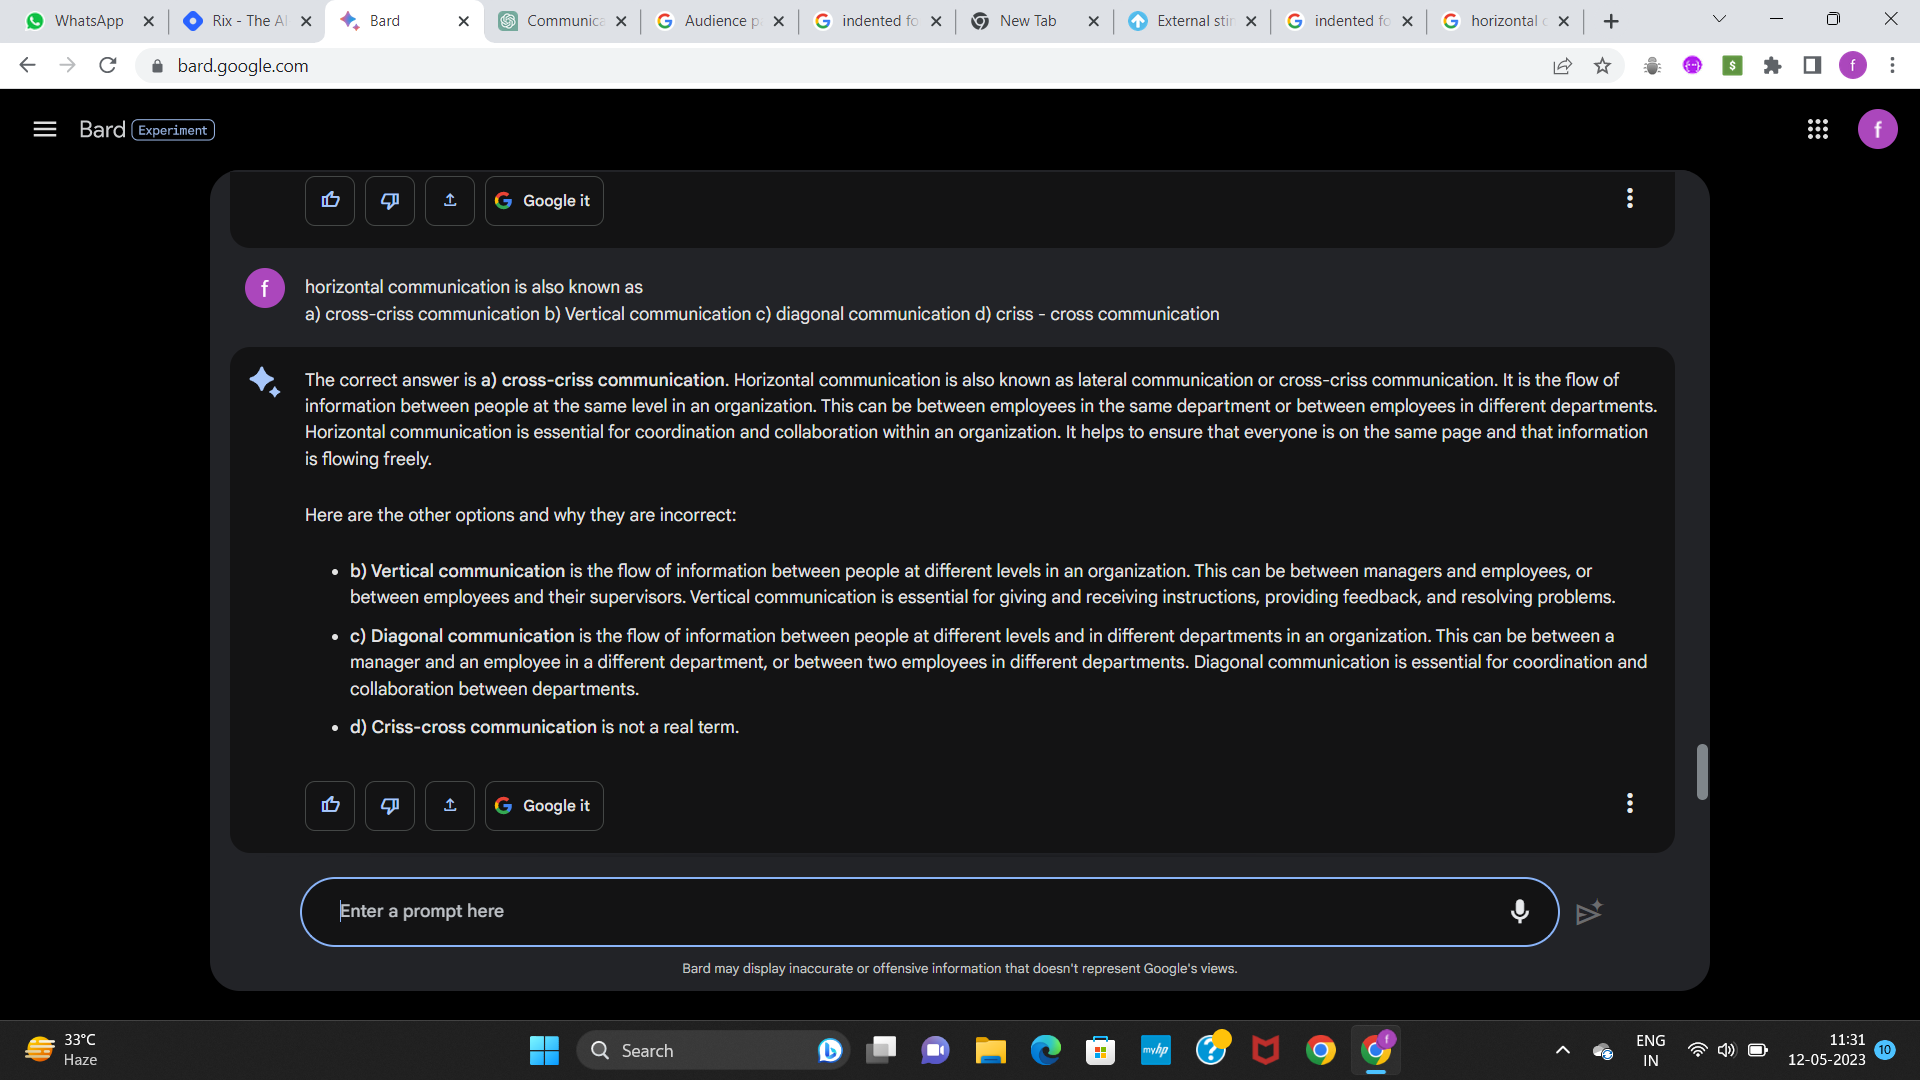 WhatsApp
Rix - The AI
Bard
Communica
Audience p
indented fo
New Tab
External stin
indented fo
horizontal c
bard.google.com
f
Bard Experiment
f
Google it
f
horizontal communication is also known as
a) cross-criss communication b) Vertical communication c) diagonal communication d) criss - cross communication
The correct answer is a) cross-criss communication. Horizontal communication is also known as lateral communication or cross-criss communication. It is the flow of
information between people at the same level in an organization. This can be between employees in the same department or between employees in different departments.
Horizontal communication is essential for coordination and collaboration within an organization. It helps to ensure that everyone is on the same page and that information
is flowing freely.
Here are the other options and why they are incorrect:
• b) Vertical communication is the flow of information between people at different levels in an organization. This can be between managers and employees, or
between employees and their supervisors. Vertical communication is essential for giving and receiving instructions, providing feedback, and resolving problems.
• c) Diagonal communication is the flow of information between people at different levels and in different departments in an organization. This can be between a
manager and an employee in a different department, or between two employees in different departments. Diagonal communication is essential for coordination and
collaboration between departments.
• d) Criss-cross communication is not a real term.
Google it
Enter a prompt here
Bard may display inaccurate or offensive information that doesn't represent Google's views.
33°C
Haze
Search
myhp
f
ENG
IN
11:31
12-05-2023
10